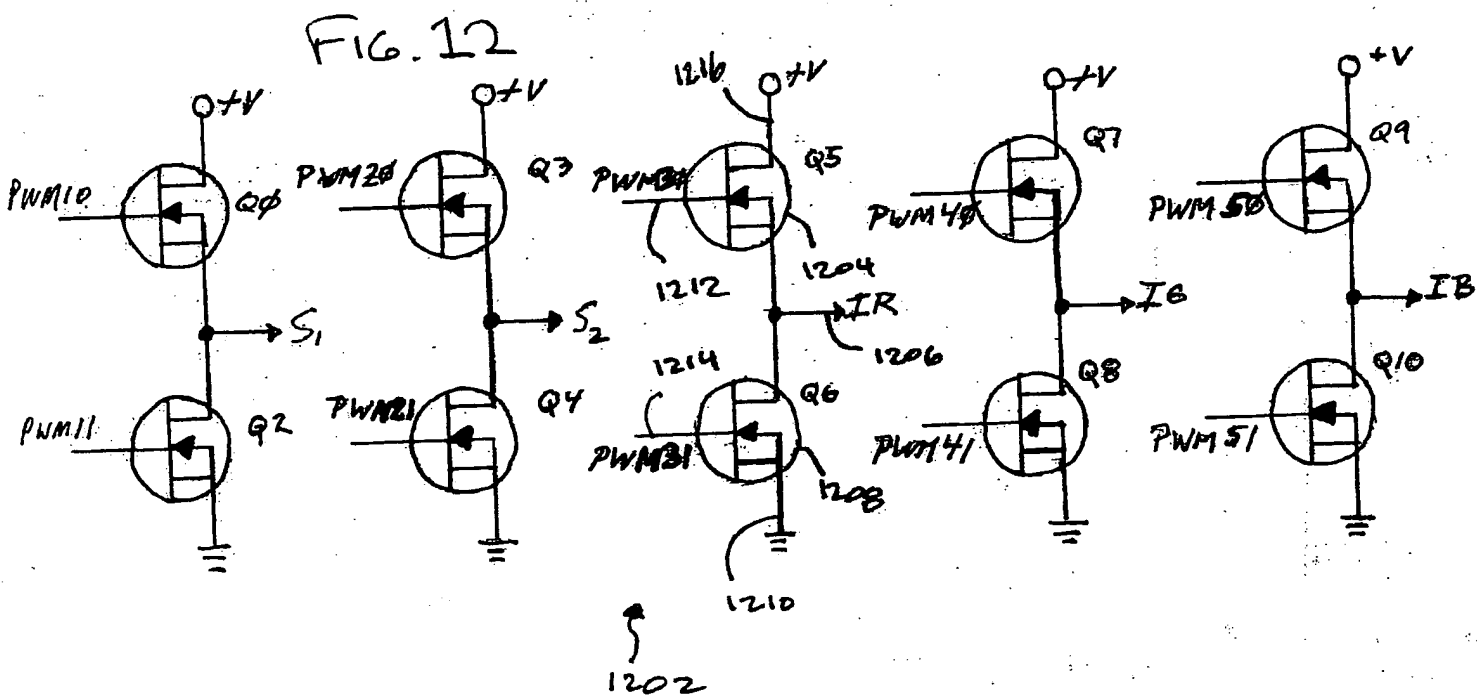 FIG. 12
+V
PWM10
Q0
S1
PWM11
Q2
+V
PWM20
Q3
S2
PWM21
Q4
1216
+V
PWM30
Q5
1212
1204
IR
1206
1214
Q6
PWM31
1208
1210
+V
Q7
PWM40
IG
Q8
PWM41
+V
Q9
PWM50
IB
Q10
PWM51
1202